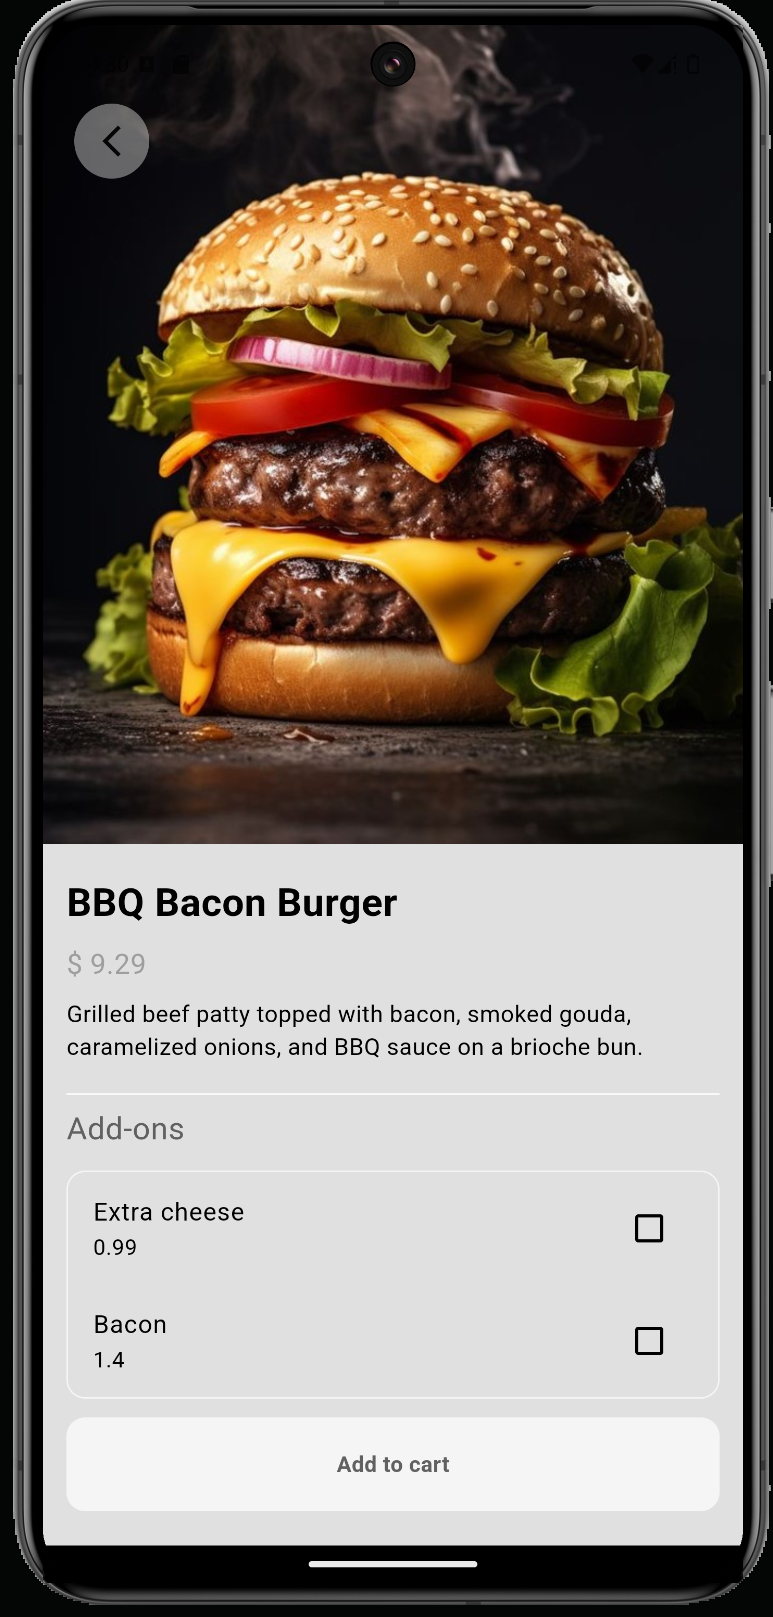 BBQ Bacon Burger
$ 9.29
Grilled beef patty topped with bacon, smoked gouda,
caramelized onions, and BBQ sauce on a brioche bun.
Add-ons
Extra cheese
0.99
Bacon
1.4
Add to cart